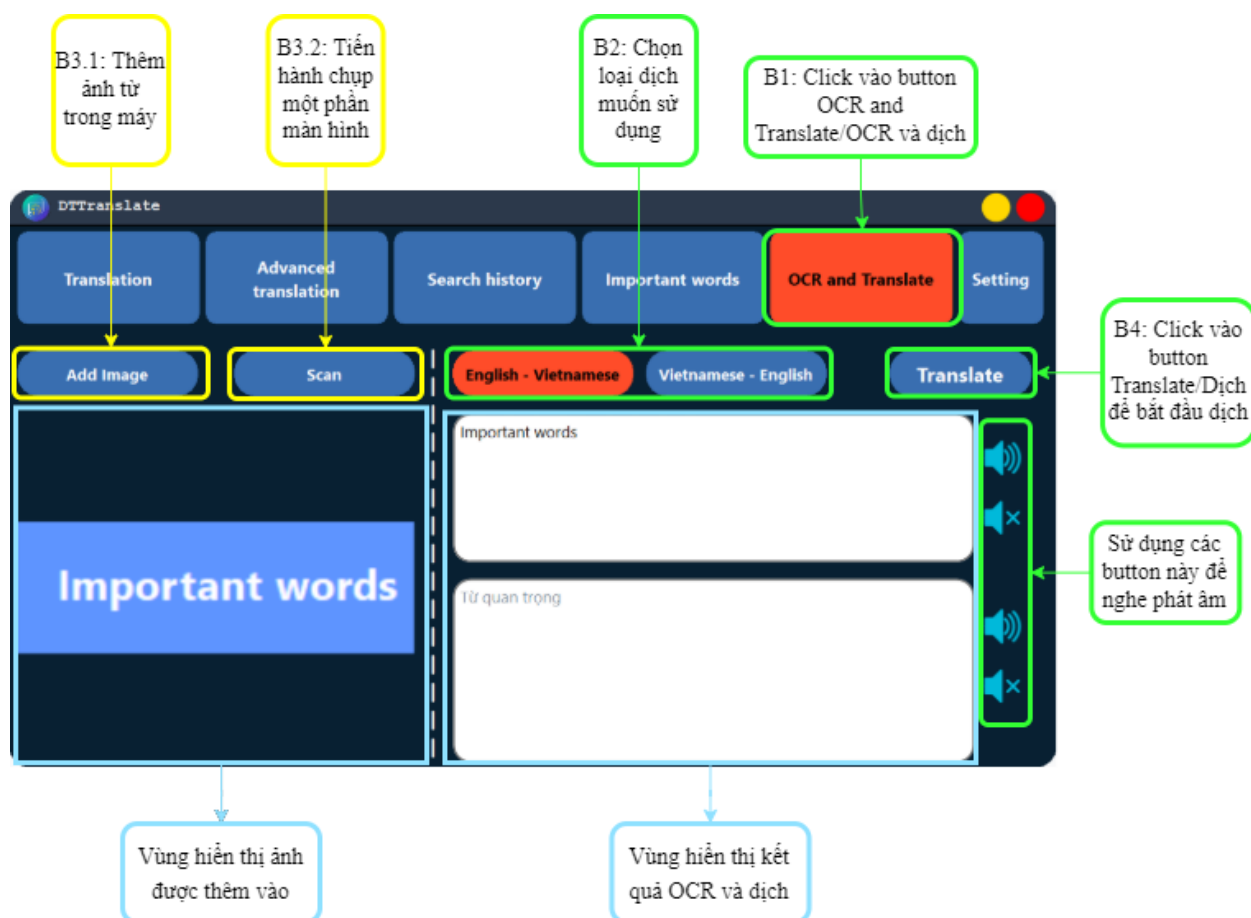 B3.1: Thêm
ảnh từ
trong máy
B3.2: Tiến
hành chụp
một phần
màn hình
B2: Chọn
loại dịch
muốn sử
dụng
B1: Click vào button
OCR and
Translate/OCR và dịch
DTTranslate
Translation
Advanced
translation
Search history
Important words
OCR and Translate
Setting
B4: Click vào
button
Translate/Dịch
để bắt đầu dịch
Add Image
Scan
English - Vietnamese
Vietnamese - English
Translate
Important words
Important words
Từ quan trọng
Sử dụng các
button này để
nghe phát âm
Vùng hiển thị ảnh
được thêm vào
Vùng hiển thị kết
quả OCR và dịch